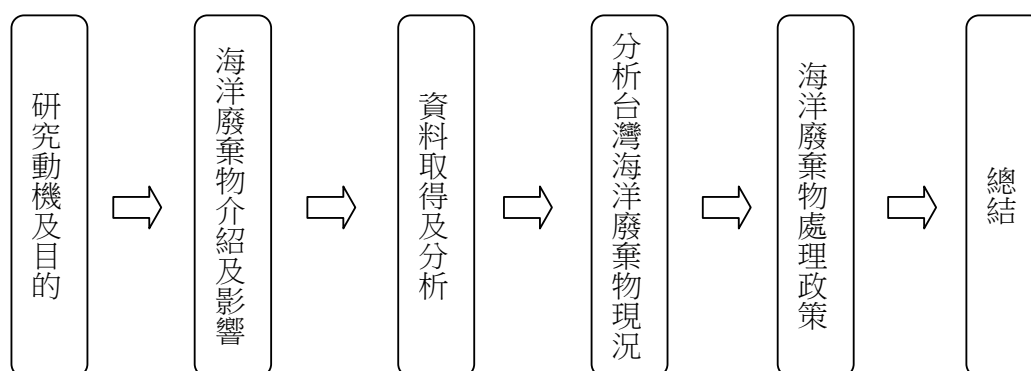 研究動機及目的
海洋廢棄物介紹及影響
資料取得及分析
分析台灣海洋廢棄物現況
海洋廢棄物處理政策
總結